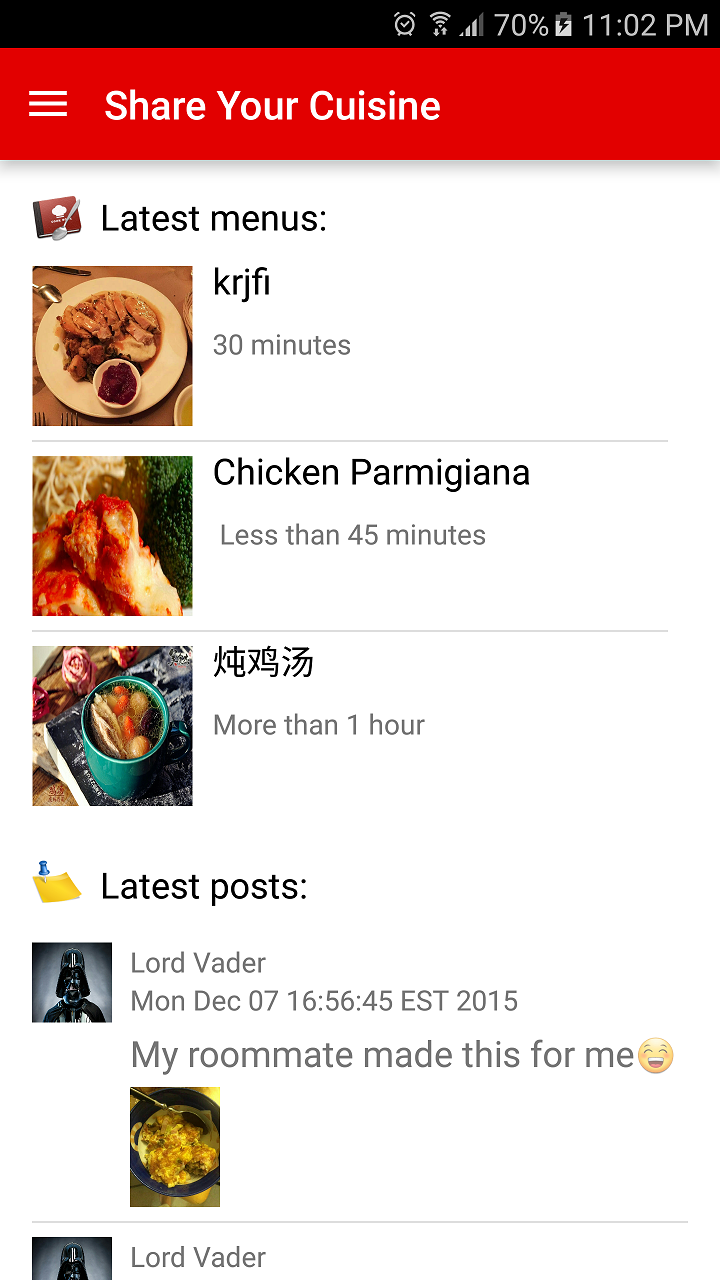 70% 11:02 PM
Share Your Cuisine
Latest menus:
krjfi
30 minutes
Chicken Parmigiana
Less than 45 minutes
炖鸡汤
More than 1 hour
Latest posts:
Lord Vader
Mon Dec 07 16:56:45 EST 2015
My roommate made this for me😁
Lord Vader